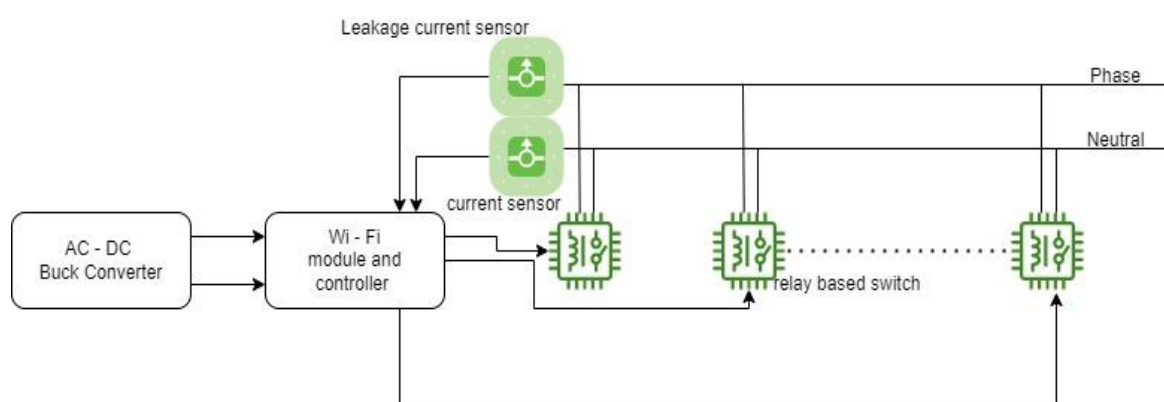 Leakage current sensor
Phase
Neutral
current sensor
AC - DC
Buck Converter
Wi - Fi
module and
controller
relay based switch